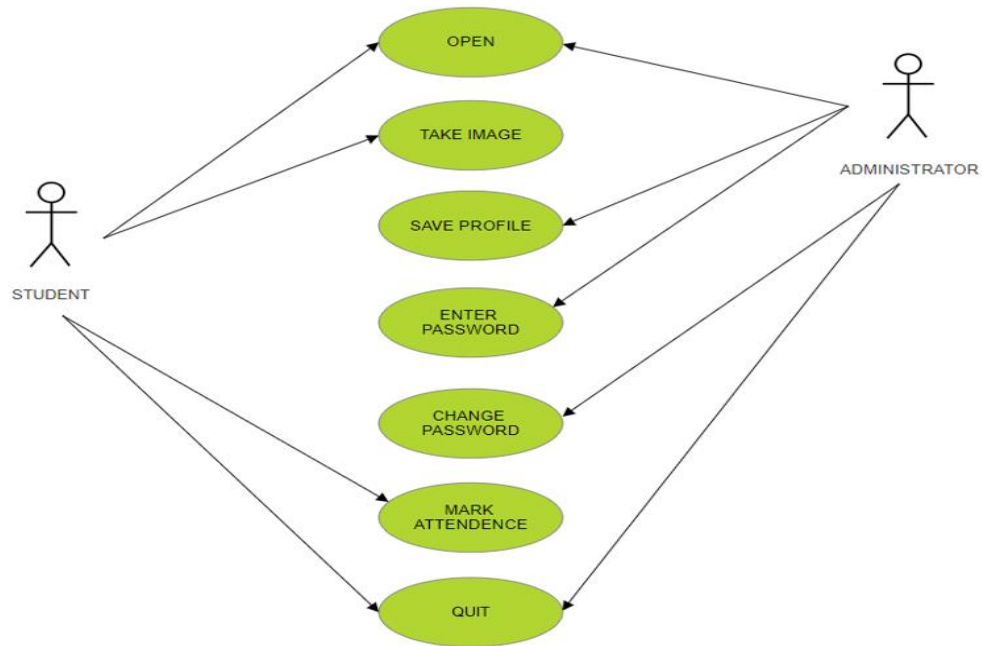 OPEN
TAKE IMAGE
ADMINISTRATOR
SAVE PROFILE
STUDENT
ENTER
PASSWORD
CHANGE
PASSWORD
MARK
ATTENDENCE
QUIT